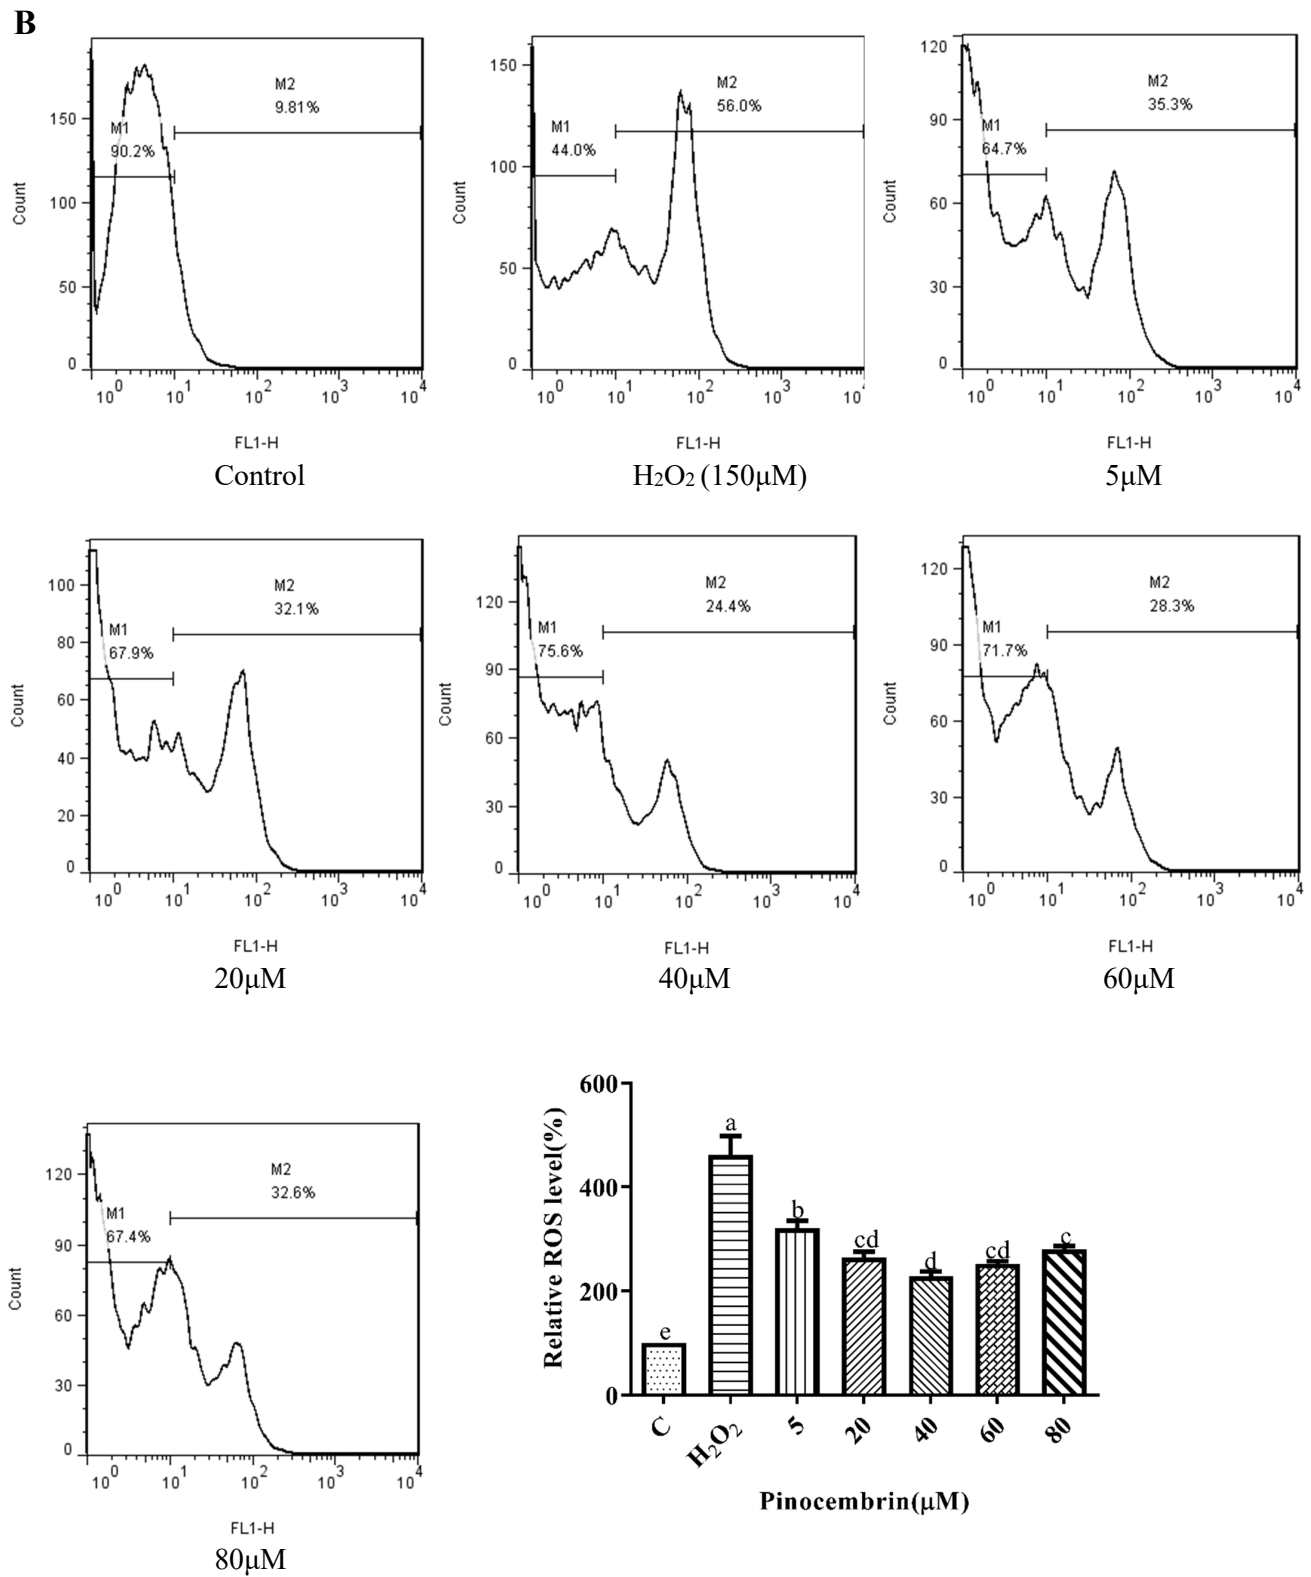 B
M2
9.81%
M1
90.2%
150
100
50
0
Count
10^0 10^1 10^2 10^3 10^4
FL1-H
Control
M2
56.0%
M1
44.0%
150
100
50
0
Count
10^0 10^1 10^2 10^3 10
FL1-H
H2O2 (150μM)
M2
35.3%
M1
64.7%
120
90
60
30
0
Count
10^0 10^1 10^2 10^3 10^4
FL1-H
5μM
M2
32.1%
M1
67.9%
100
80
60
40
20
0
Count
10^0 10^1 10^2 10^3 10^4
FL1-H
20μM
M2
24.4%
M1
75.6%
120
90
60
30
0
Count
10^0 10^1 10^2 10^3 10^4
FL1-H
40μM
M2
28.3%
M1
71.7%
120
90
60
30
0
Count
10^0 10^1 10^2 10^3 10^4
FL1-H
60μM
M2
32.6%
M1
67.4%
120
90
60
30
0
Count
10^0 10^1 10^2 10^3 10^4
FL1-H
80μM
600
400
200
0
Relative ROS level(%)
e a b cd d cd c
C H2O2 5 20 40 60 80
Pinocembrin(μM)